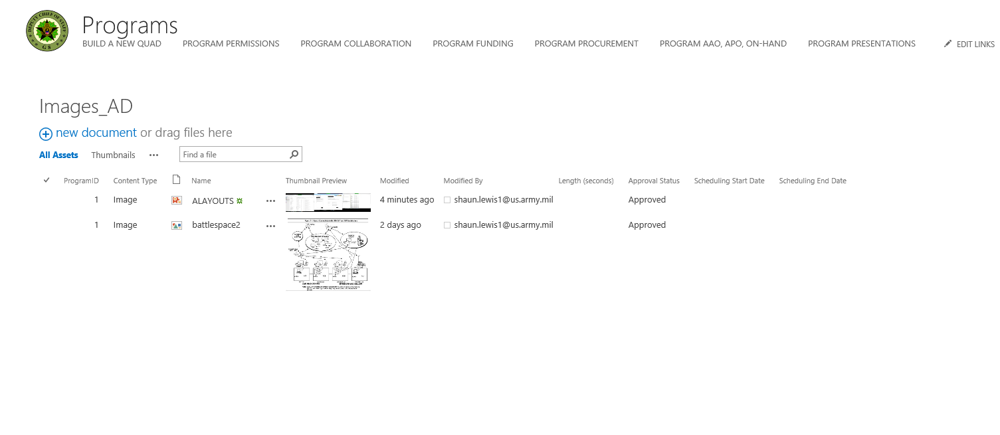 DEPUTY CHIEF OF STAFF
G8
Programs
BUILD A NEW QUAD PROGRAM PERMISSIONS PROGRAM COLLABORATION PROGRAM FUNDING PROGRAM PROCUREMENT PROGRAM AAO, APO, ON-HAND PROGRAM PRESENTATIONS EDIT LINKS
Images_AD
new document or drag files here
All Assets Thumbnails ••• Find a file
ProgramID Content Type Name Thumbnail Preview Modified Modified By Length (seconds) Approval Status Scheduling Start Date Scheduling End Date
1 Image ALAYOUTS ••• 4 minutes ago shaun.lewis1@us.army.mil Approved
1 Image battlespace2 ••• 2 days ago shaun.lewis1@us.army.mil Approved
DIVISION AND BELOW